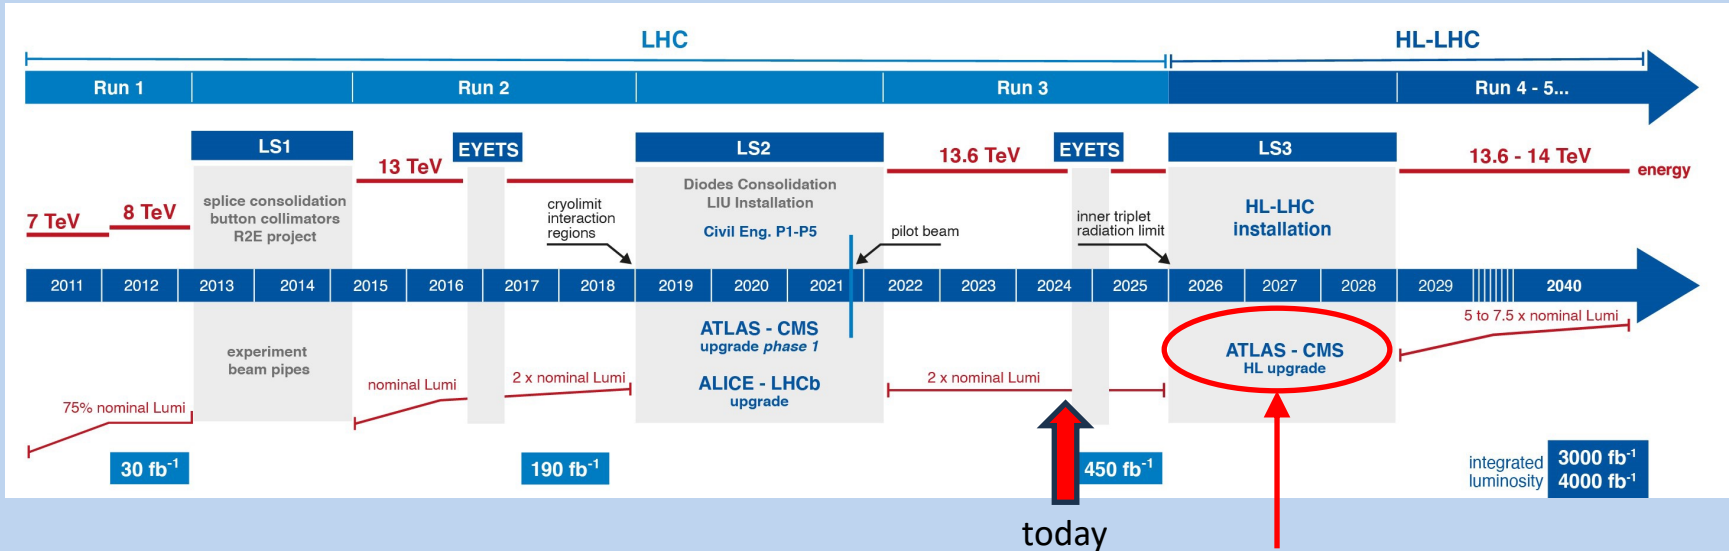 LHC
HL-LHC
Run 1
Run 2
Run 3
Run 4 - 5...
LS1
EYETS
LS2
EYETS
LS3
13 TeV
13.6 TeV
13.6 - 14 TeV
energy
7 TeV
8 TeV
splice consolidation
button collimators
R2E project
cryolimit
interaction
regions
Diodes Consolidation
LIU Installation
Civil Eng. P1-P5
pilot beam
inner triplet
radiation limit
HL-LHC
installation
2011
2012
2013
2014
2015
2016
2017
2018
2019
2020
2021
2022
2023
2024
2025
2026
2027
2028
2029
2040
5 to 7.5 x nominal Lumi
experiment
beam pipes
ATLAS - CMS
upgrade phase 1
ALICE - LHCb
upgrade
ATLAS - CMS
HL upgrade
75% nominal Lumi
nominal Lumi
2 x nominal Lumi
2 x nominal Lumi
30 fb⁻¹
190 fb⁻¹
450 fb⁻¹
integrated
luminosity
3000 fb⁻¹
4000 fb⁻¹
today